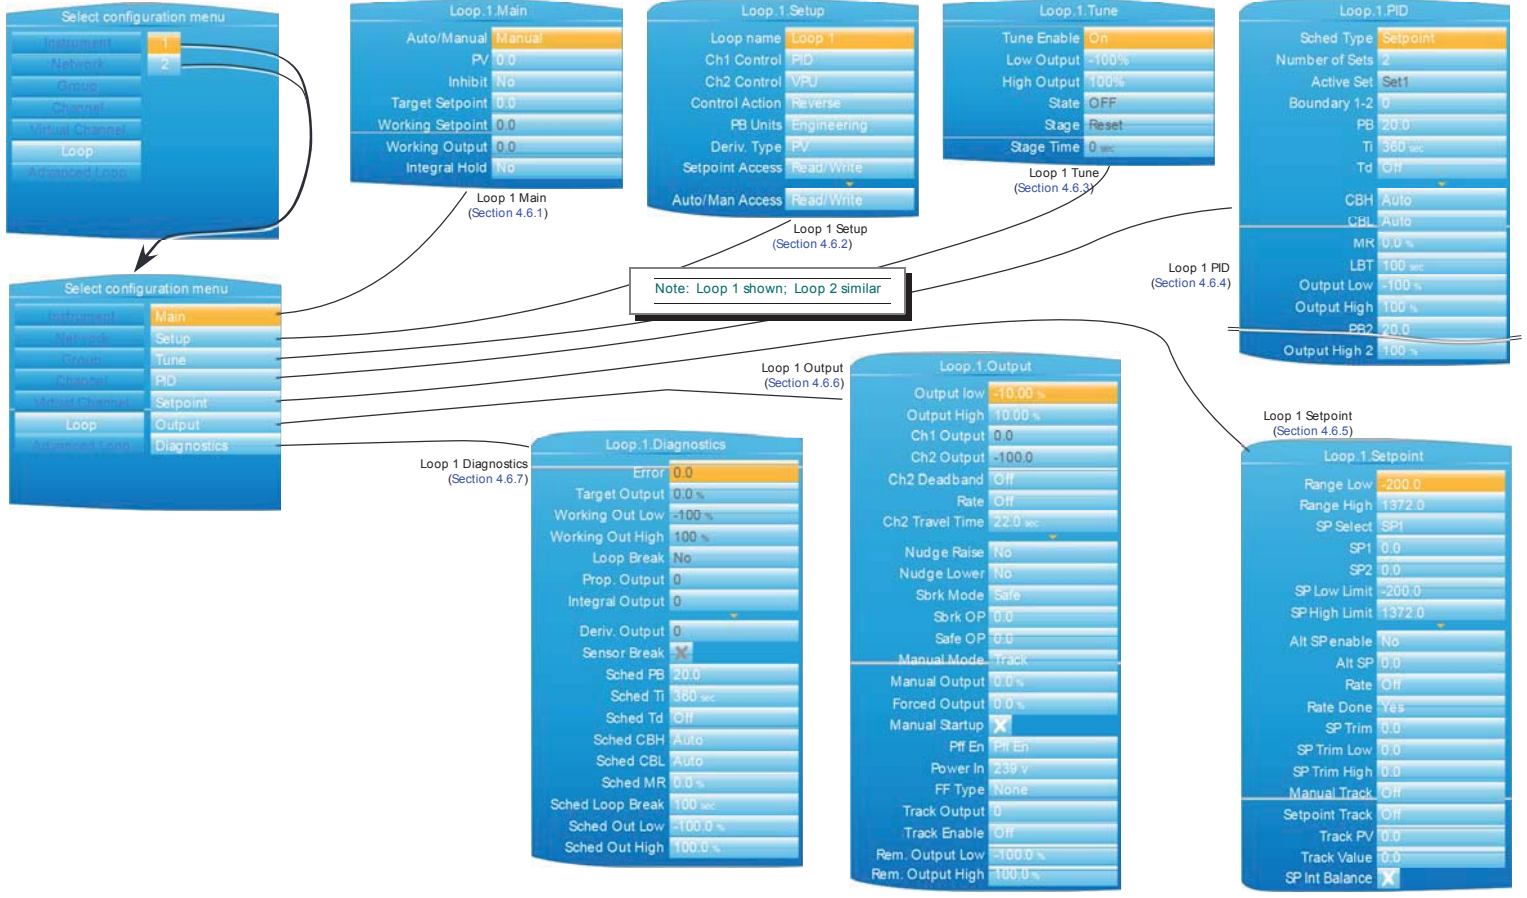 Select configuration menu
Instrument 1
Network 2
Group
Channel
Virtual Channel
Loop
Advanced Loop
Loop.1.Main
Auto/Manual Manual
PV 0.0
Inhibit No
Target Setpoint 0.0
Working Setpoint 0.0
Working Output 0.0
Integral Hold No
Loop 1 Main
(Section 4.6.1)
Loop.1.Setup
Loop name Loop 1
Ch1 Control PID
Ch2 Control VPU
Control Action Reverse
PB Units Engineering
Deriv. Type PV
Setpoint Access Read/Write
Auto/Man Access Read/Write
Loop 1 Setup
(Section 4.6.2)
Loop.1.Tune
Tune Enable On
Low Output -100%
High Output 100%
State OFF
Stage Reset
Stage Time 0 sec
Loop 1 Tune
(Section 4.6.3)
Loop.1.PID
Sched Type Setpoint
Number of Sets 2
Active Set Set1
Boundary 1-2 0
PB 20.0
Ti 360 sec
Td Off
CBH Auto
CBL Auto
MR 0.0 %
LBT 100 sec
Output Low -100 %
Output High 100 %
PB2 20.0
Output High 2 100 %
Loop 1 PID
(Section 4.6.4)
Note: Loop 1 shown; Loop 2 similar
Select configuration menu
Instrument Main
Network Setup
Group Tune
Channel PID
Virtual Channel Setpoint
Loop Output
Advanced Loop Diagnostics
Loop 1 Diagnostics
(Section 4.6.7)
Loop.1.Diagnostics
Error 0.0
Target Output 0.0 %
Working Out Low -100 %
Working Out High 100 %
Loop Break No
Prop. Output 0
Integral Output 0
Deriv. Output 0
Sensor Break X
Sched PB 20.0
Sched Ti 360 sec
Sched Td Off
Sched CBH Auto
Sched CBL Auto
Sched MR 0.0 %
Sched Loop Break 100 sec
Sched Out Low -100.0 %
Sched Out High 100.0 %
Loop 1 Output
(Section 4.6.6)
Loop.1.Output
Output low -10.00 %
Output High 10.00 %
Ch1 Output 0.0
Ch2 Output -100.0
Ch2 Deadband Off
Rate Off
Ch2 Travel Time 22.0 sec
Nudge Raise No
Nudge Lower No
Sbrk Mode Safe
Sbrk OP 0.0
Safe OP 0.0
Manual Mode Track
Manual Output 0.0 %
Forced Output 0.0 %
Manual Startup X
Pff En Pff En
Power In 239 v
FF Type None
Track Output 0
Track Enable Off
Rem. Output Low -100.0 %
Rem. Output High 100.0 %
Loop 1 Setpoint
(Section 4.6.5)
Loop.1.Setpoint
Range Low -200.0
Range High 1372.0
SP Select SP1
SP1 0.0
SP2 0.0
SP Low Limit -200.0
SP High Limit 1372.0
Alt SP enable No
Alt SP 0.0
Rate Off
Rate Done Yes
SP Trim 0.0
SP Trim Low 0.0
SP Trim High 0.0
Manual Track Off
Setpoint Track Off
Track PV 0.0
Track Value 0.0
SP Int Balance X